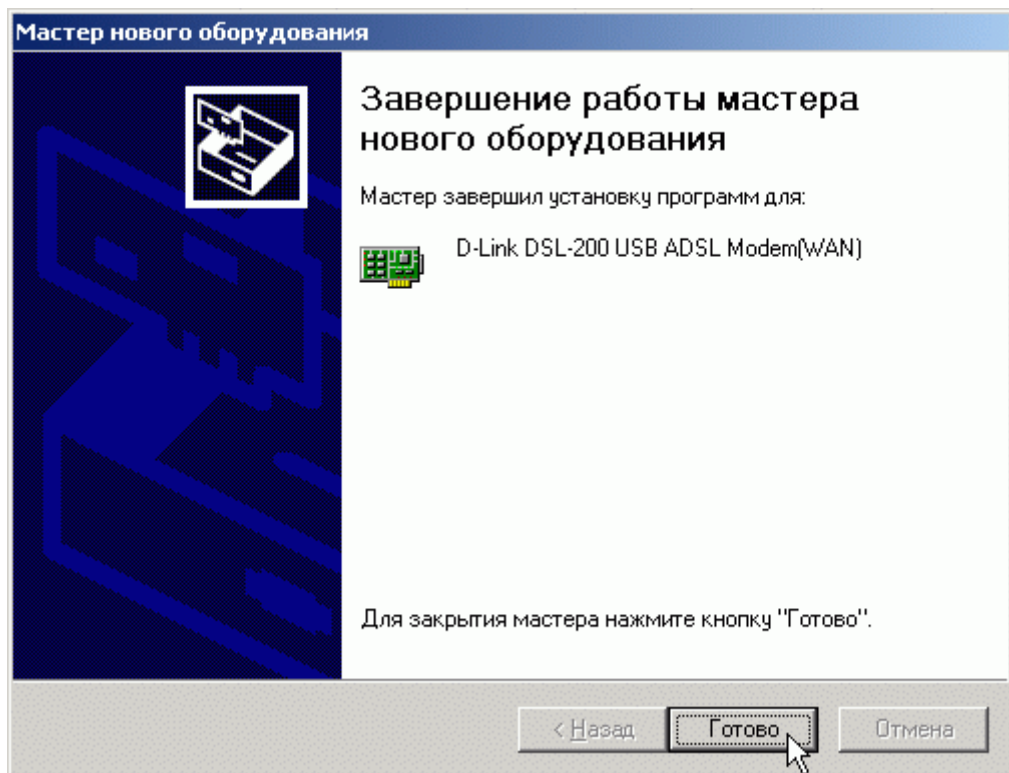 Мастер нового оборудования
Завершение работы мастера
нового оборудования
Мастер завершил установку программ для:
D-Link DSL-200 USB ADSL Modem(WAN)
Для закрытия мастера нажмите кнопку "Готово".
< Назад
Готово
Отмена